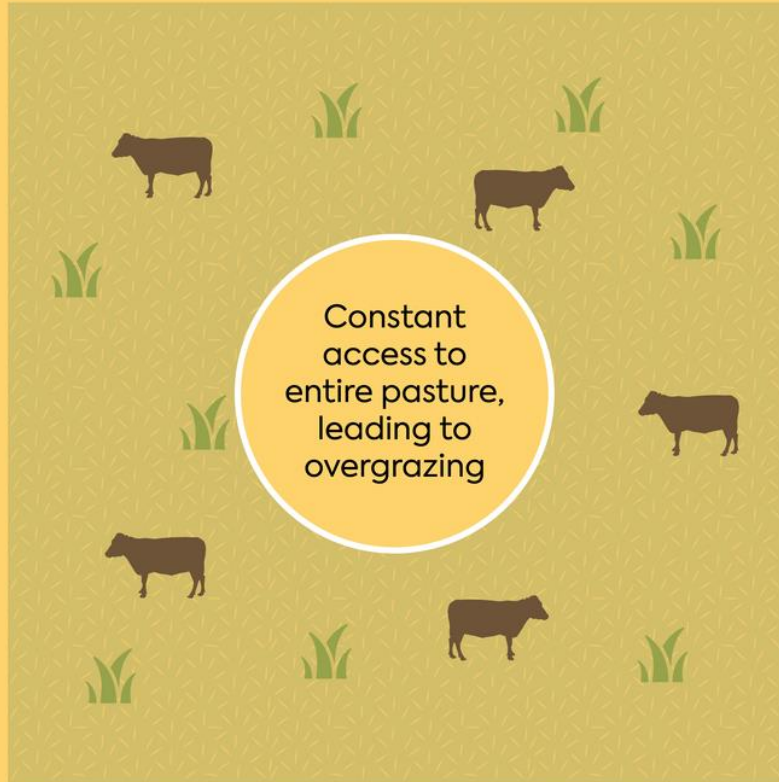 Constant
access to
entire pasture,
leading to
overgrazing